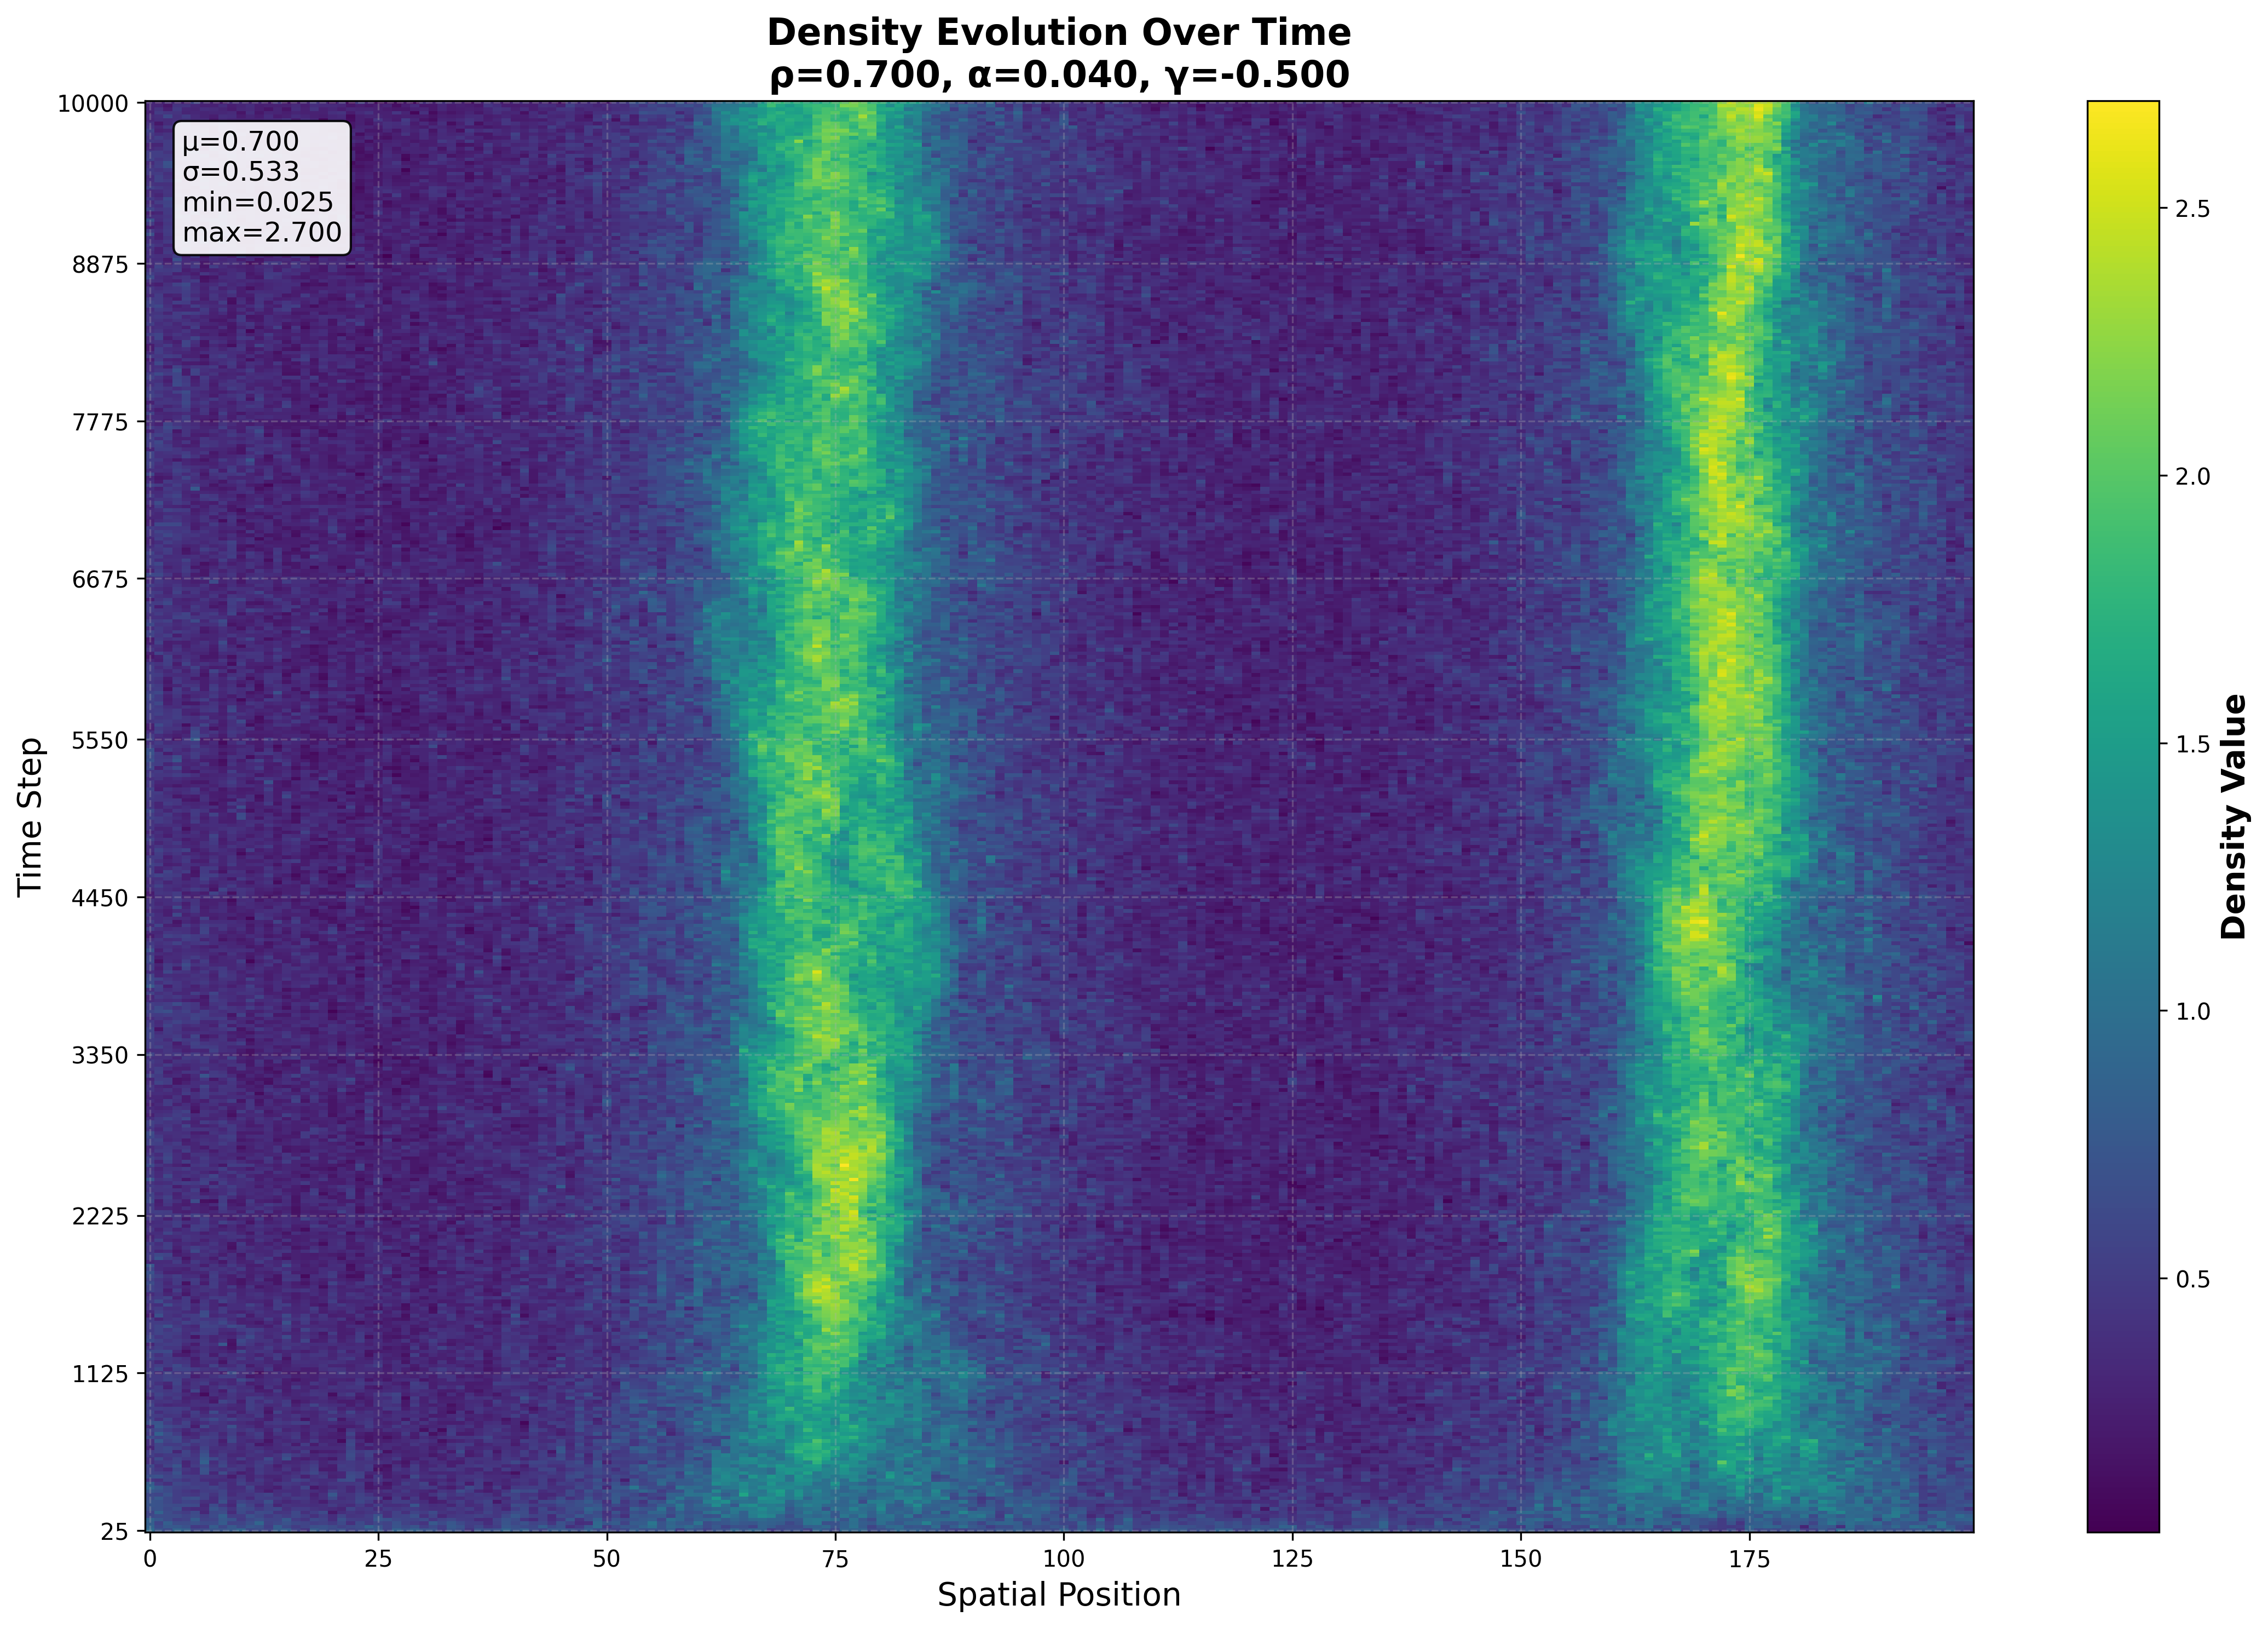 Density Evolution Over Time
ρ=0.700, α=0.040, γ=-0.500
μ=0.700
σ=0.533
min=0.025
max=2.700
Time Step
10000
8875
7775
6675
5550
4450
3350
2225
1125
25
0 25 50 75 100 125 150 175
Spatial Position
2.5
2.0
1.5
1.0
0.5
Density Value